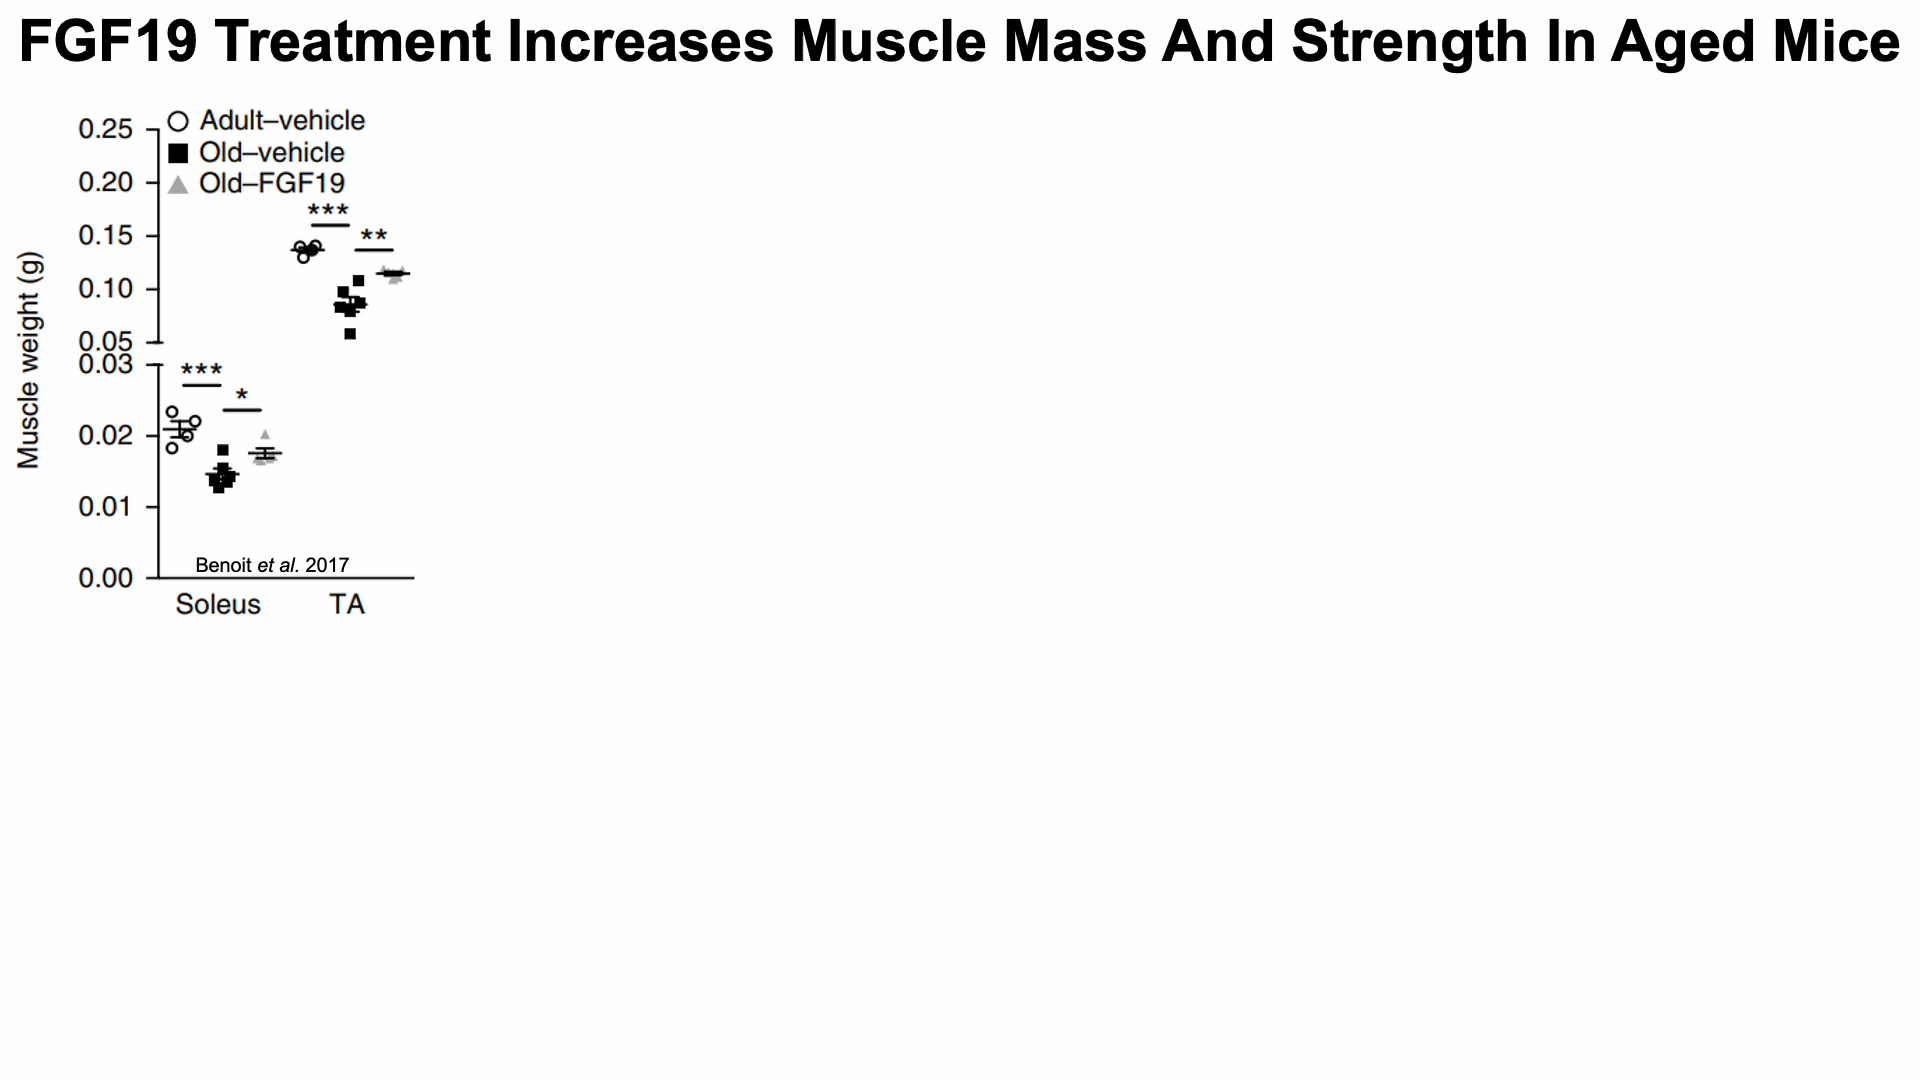 FGF19 Treatment Increases Muscle Mass And Strength In Aged Mice
Adult–vehicle
Old–vehicle
Old–FGF19
Muscle weight (g)
0.25
0.20
0.15
0.10
0.05
0.03
0.02
0.01
0.00
***
**
***
*
Benoit et al. 2017
Soleus TA